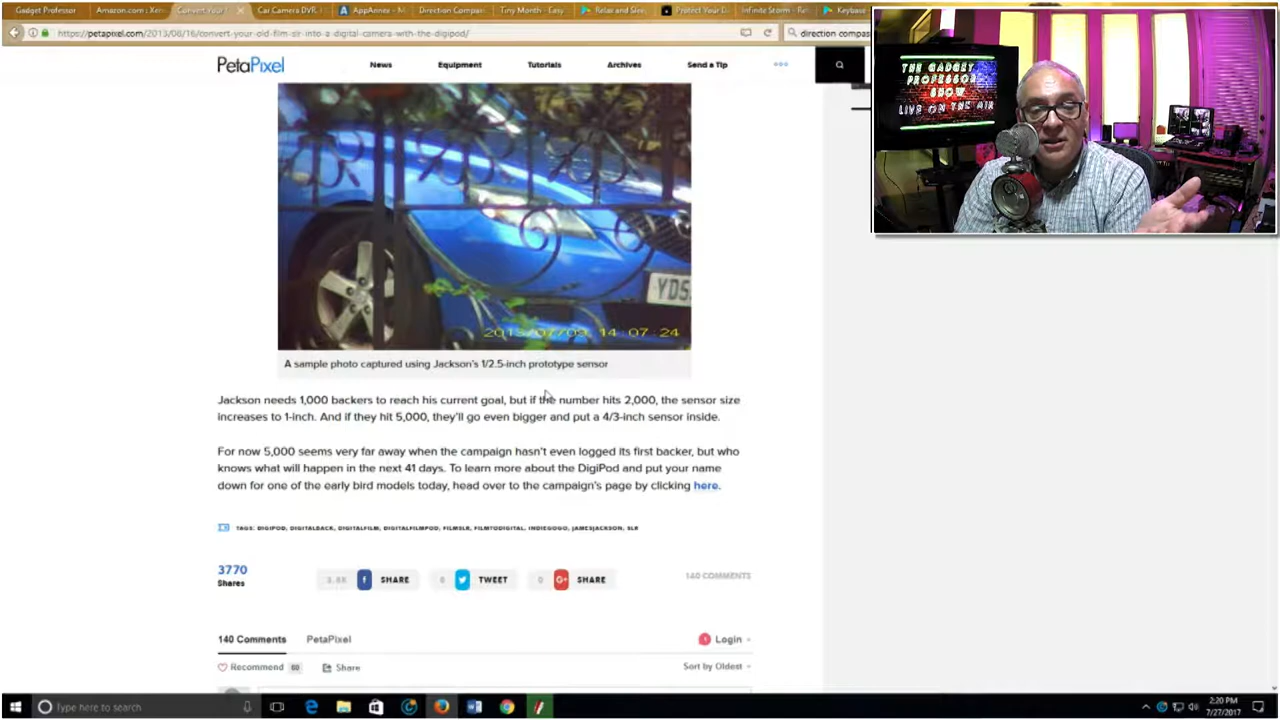 Gadget Professor
Amazon.com : Xen
Convert Your
Car Camera DVR
AppAnnex - M
Direction Compas
Tiny Month - Easy
Relax and Slee
Protect Your D
Infinite Storm - Re
Keybase
https://petapixel.com/2013/08/16/convert-your-old-film-slr-into-a-digital-camera-with-the-digipod/
direction compas
PetaPixel
News
Equipment
Tutorials
Archives
Send a Tip
THE GADGET
PROFESSOR
SHOW
LIVE ON THE AIR
YD5
2013/07/09 14:07:24
A sample photo captured using Jackson's 1/2.5-inch prototype sensor
Jackson needs 1,000 backers to reach his current goal, but if the number hits 2,000, the sensor size
increases to 1-inch. And if they hit 5,000, they'll go even bigger and put a 4/3-inch sensor inside.
For now 5,000 seems very far away when the campaign hasn't even logged its first backer, but who
knows what will happen in the next 41 days. To learn more about the DigiPod and put your name
down for one of the early bird models today, head over to the campaign's page by clicking here.
TAGS: DIGIPOD, DIGITALBACK, DIGITALFILM, DIGITALFILMPOD, FILMSLR, FILMTODIGITAL, INDIEGOGO, JAMESJACKSON, SLR
3770
Shares
3.8K
SHARE
0
TWEET
0
SHARE
140 COMMENTS
140 Comments
PetaPixel
1
Login
Recommend
Share
Sort by Oldest
Type here to search
2:20 PM
7/27/2017